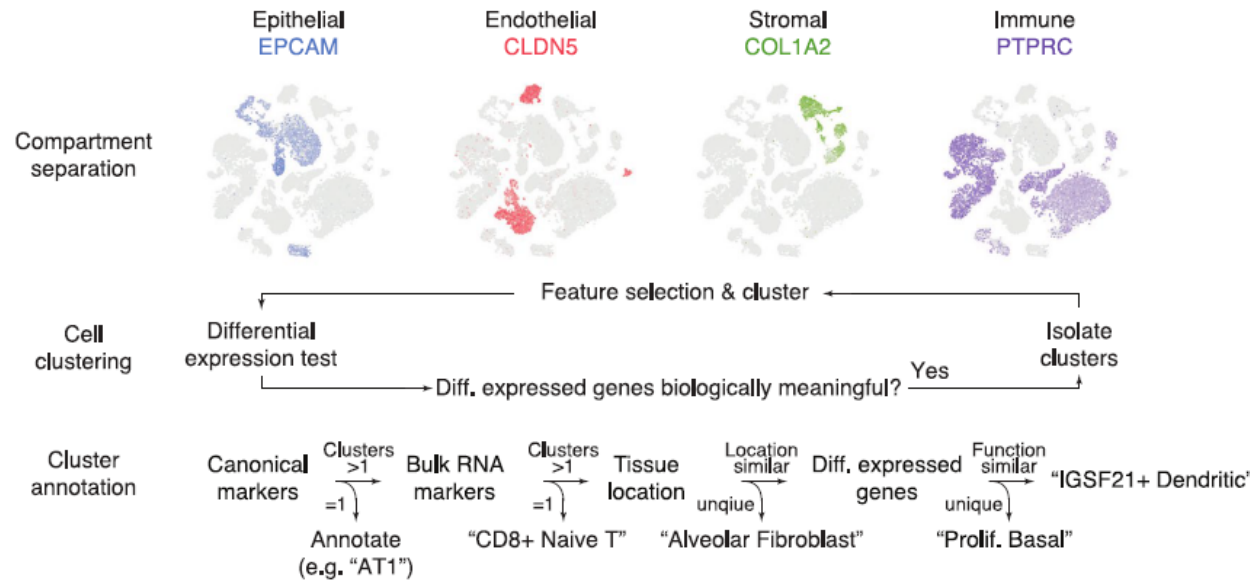 Epithelial
EPCAM
Endothelial
CLDN5
Stromal
COL1A2
Immune
PTPRC
Compartment
separation
Feature selection & cluster
Cell
clustering
Differential
expression test
Diff. expressed genes biologically meaningful?
Yes
Isolate
clusters
Cluster
annotation
Canonical
markers
Clusters
>1
=1
Annotate
(e.g. “AT1”)
Bulk RNA
markers
Clusters
>1
=1
“CD8+ Naive T”
Tissue
location
Location
similar
unqiue
“Alveolar Fibroblast”
Diff. expressed
genes
Function
similar
unique
“Prolif. Basal”
“IGSF21+ Dendritic”